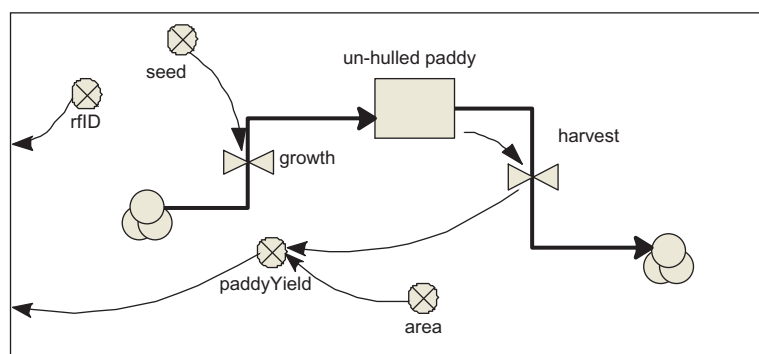 un-hulled paddy
seed
rfID
harvest
growth
paddyYield
area